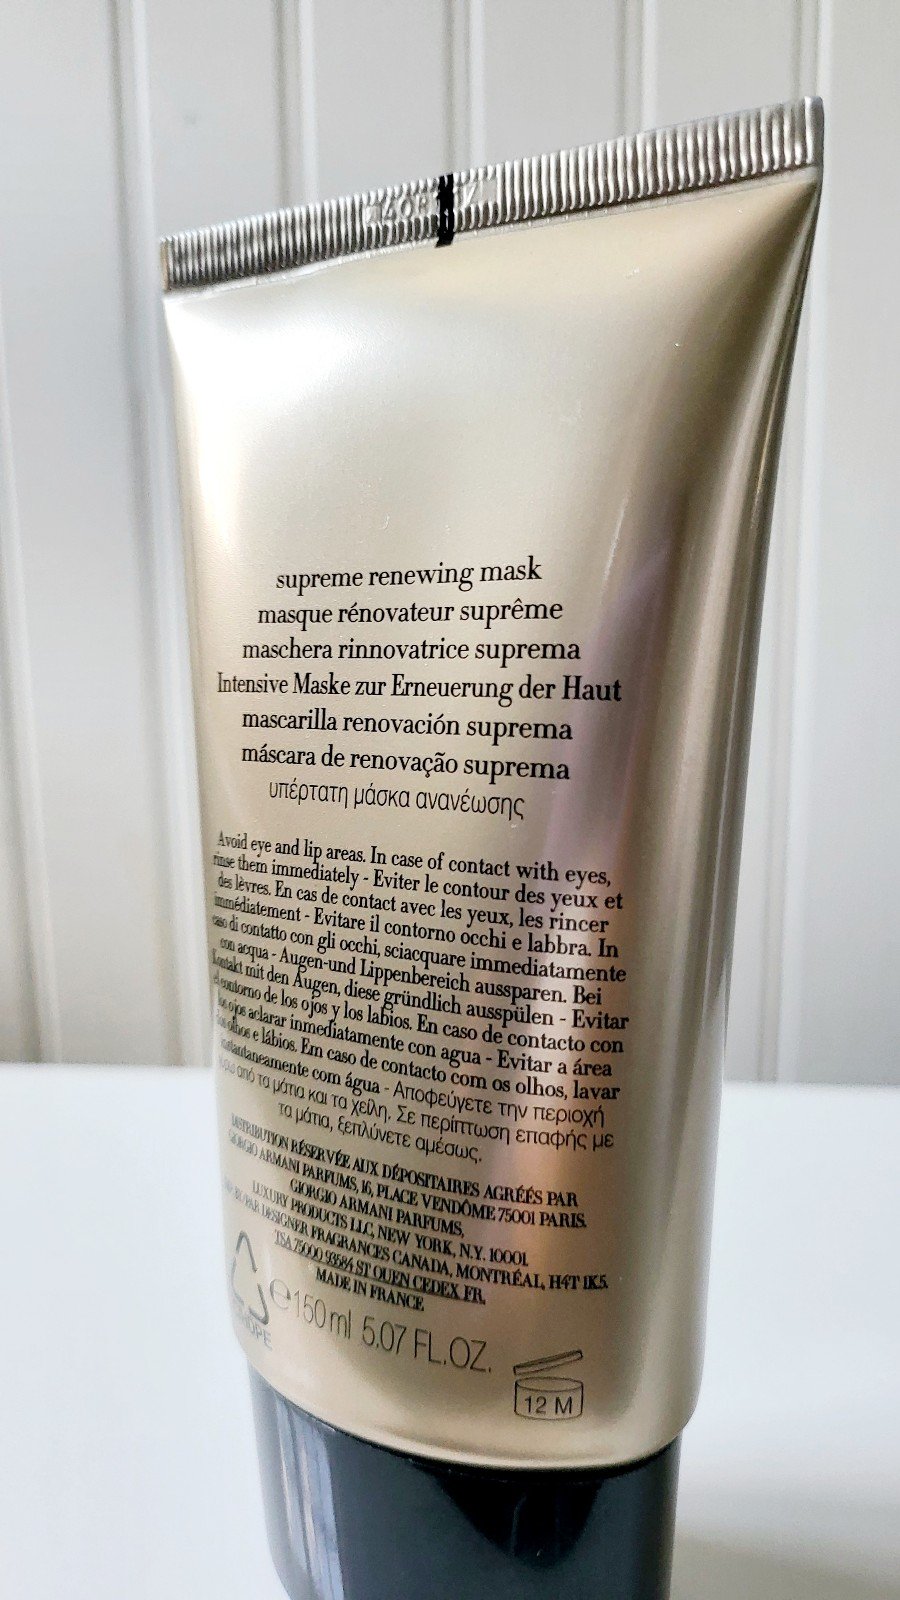 supreme renewing mask
masque rénovateur suprême
maschera rinnovatrice suprema
Intensive Maske zur Erneuerung der Haut
mascarilla renovación suprema
máscara de renovação suprema
υπέρτατη μάσκα ανανέωσης
Avoid eye and lip areas. In case of contact with eyes,
rinse them immediately - Eviter le contour des yeux et
des lèvres. En cas de contact avec les yeux, les rincer
immédiatement - Evitare il contorno occhi e labbra. In
caso di contatto con gli occhi, sciacquare immediatamente
con acqua - Augen-und Lippenbereich aussparen. Bei
Kontakt mit den Augen, diese gründlich ausspülen - Evitar
el contorno de los ojos y los labios. En caso de contacto con
los ojos aclarar inmediatamente con agua - Evitar a área
dos olhos e lábios. Em caso de contacto com os olhos, lavar
instantaneamente com água - Αποφεύγετε την περιοχή
γύρω από τα μάτια και τα χείλη. Σε περίπτωση επαφής με
τα μάτια, ξεπλύνετε αμέσως.
DISTRIBUTION RÉSERVÉE AUX DÉPOSITAIRES AGRÉÉS PAR
GIORGIO ARMANI PARFUMS, 16, PLACE VENDÔME 75001 PARIS.
GIORGIO ARMANI PARFUMS,
LUXURY PRODUCTS LLC, NEW YORK, N.Y. 10001.
BY/PAR DESIGNER FRAGRANCES CANADA, MONTRÉAL, H4T 1K5.
TSA 75000 93584 ST OUEN CEDEX FR.
MADE IN FRANCE
℮ 150 ml 5.07 FL.OZ.
12 M